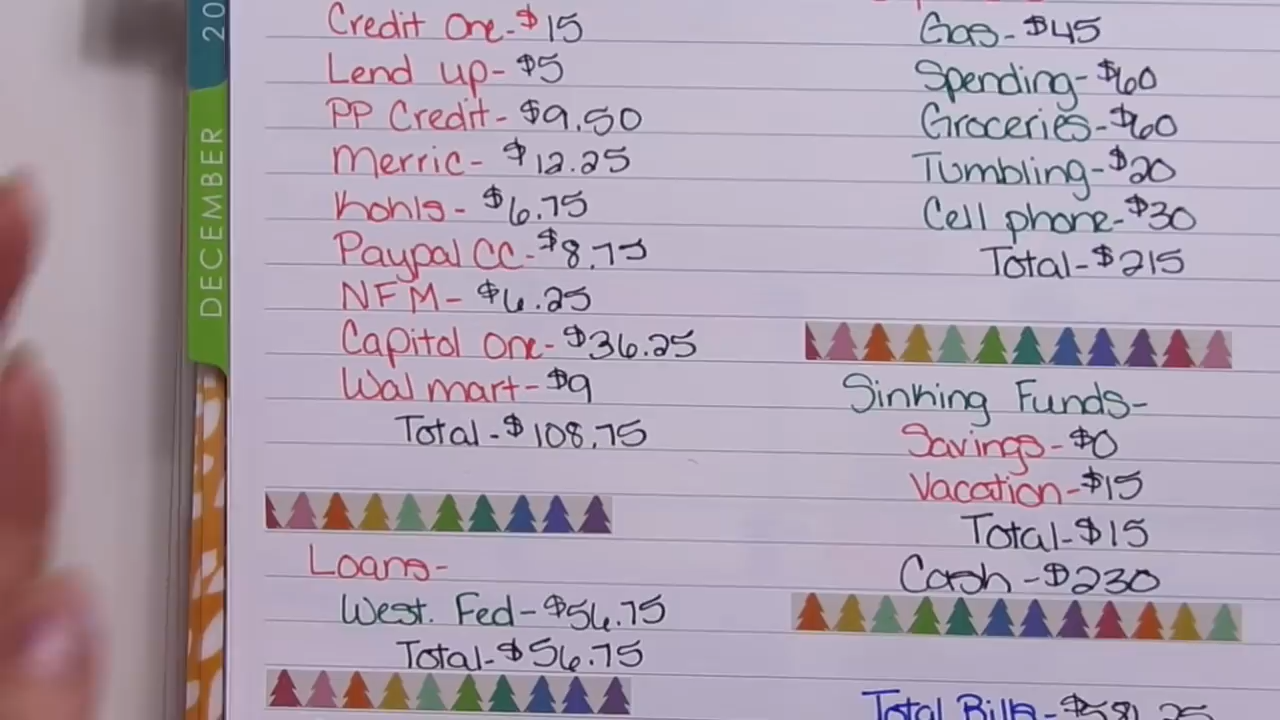 20
DECEMBER
Credit One-$15
Lend up-$5
PP Credit-$9.50
Merric-$12.25
Kohls-$6.75
Paypal CC-$8.75
NFM-$6.25
Capitol One-$36.25
Walmart-$9
Total-$108.75
Loans-
West. Fed-$56.75
Total-$56.75
Gas-$45
Spending-$60
Groceries-$60
Tumbling-$20
Cell phone-$30
Total-$215
Sinking Funds-
Savings-$0
Vacation-$15
Total-$15
Cash-$230
Total Bills-$581.25